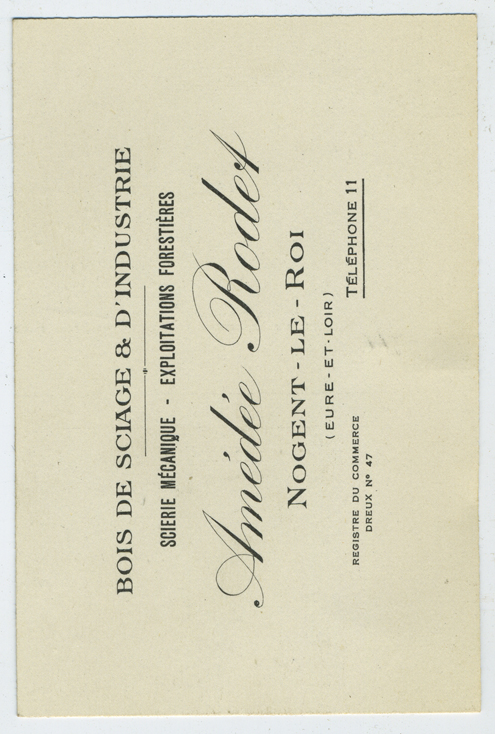 BOIS DE SCIAGE & D'INDUSTRIE
SCIERIE MÉCANIQUE - EXPLOITATIONS FORESTIÈRES
Amédée Rodet
NOGENT-LE-ROI
(EURE-ET-LOIR)
REGISTRE DU COMMERCE
DREUX N° 47
TÉLÉPHONE 11